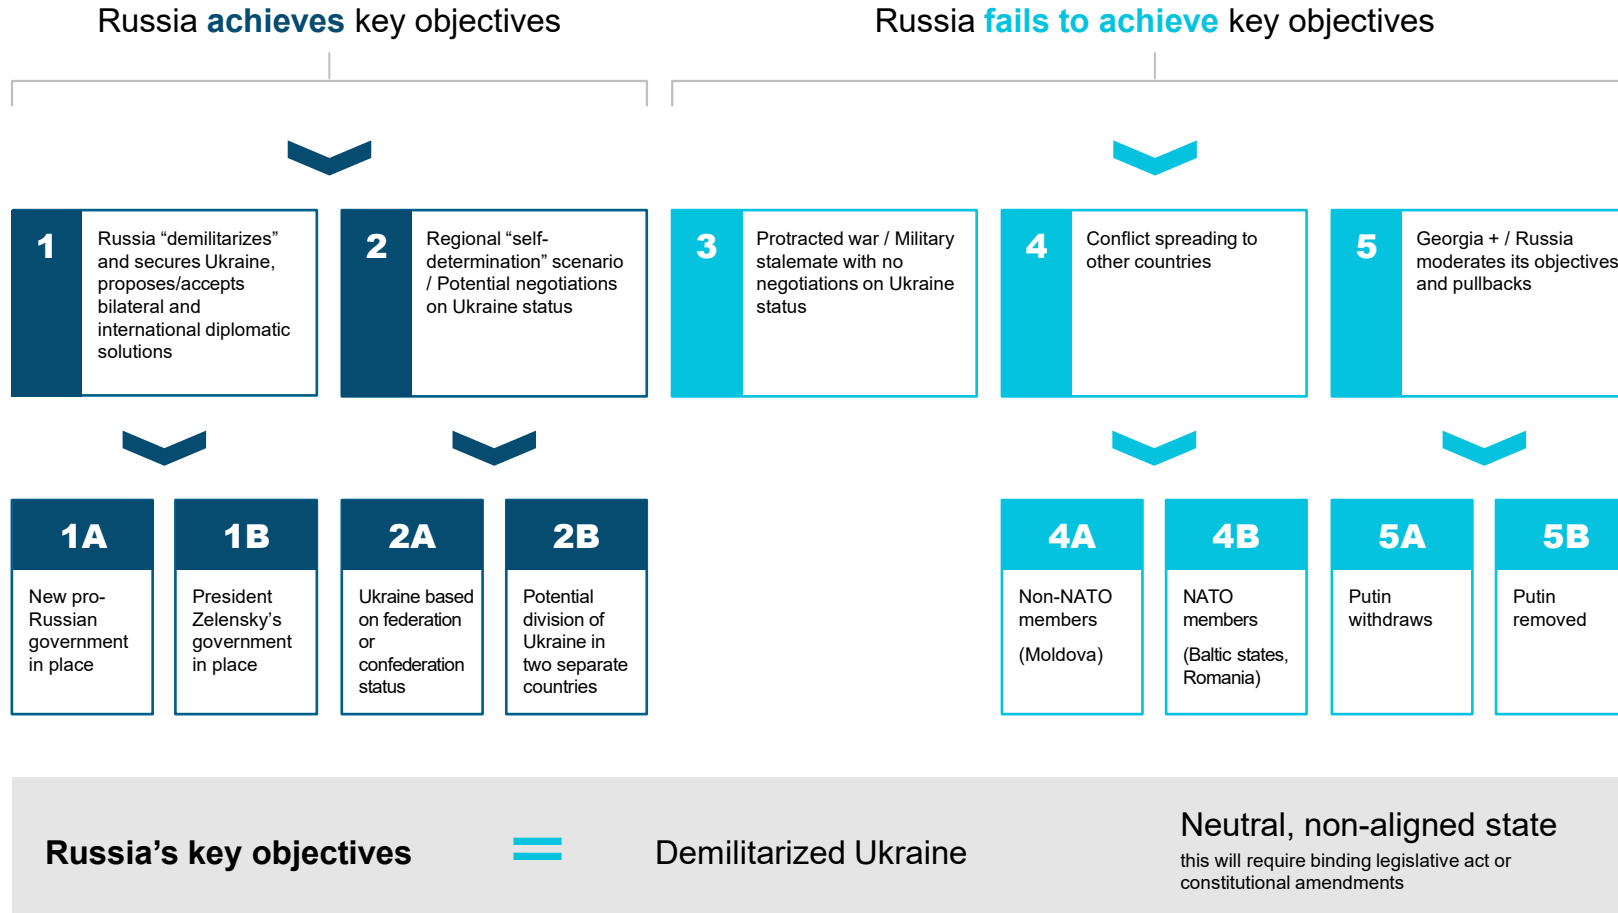 Russia achieves key objectives
Russia fails to achieve key objectives
1
Russia “demilitarizes”
and secures Ukraine,
proposes/accepts
bilateral and
international diplomatic
solutions
2
Regional “self-
determination” scenario
/ Potential negotiations
on Ukraine status
3
Protracted war / Military
stalemate with no
negotiations on Ukraine
status
4
Conflict spreading to
other countries
5
Georgia + / Russia
moderates its objectives
and pullbacks
1A
New pro-
Russian
government
in place
1B
President
Zelensky’s
government
in place
2A
Ukraine based
on federation
or
confederation
status
2B
Potential
division of
Ukraine in
two separate
countries
4A
Non-NATO
members
(Moldova)
4B
NATO
members
(Baltic states,
Romania)
5A
Putin
withdraws
5B
Putin
removed
Russia’s key objectives
=
Demilitarized Ukraine
Neutral, non-aligned state
this will require binding legislative act or
constitutional amendments